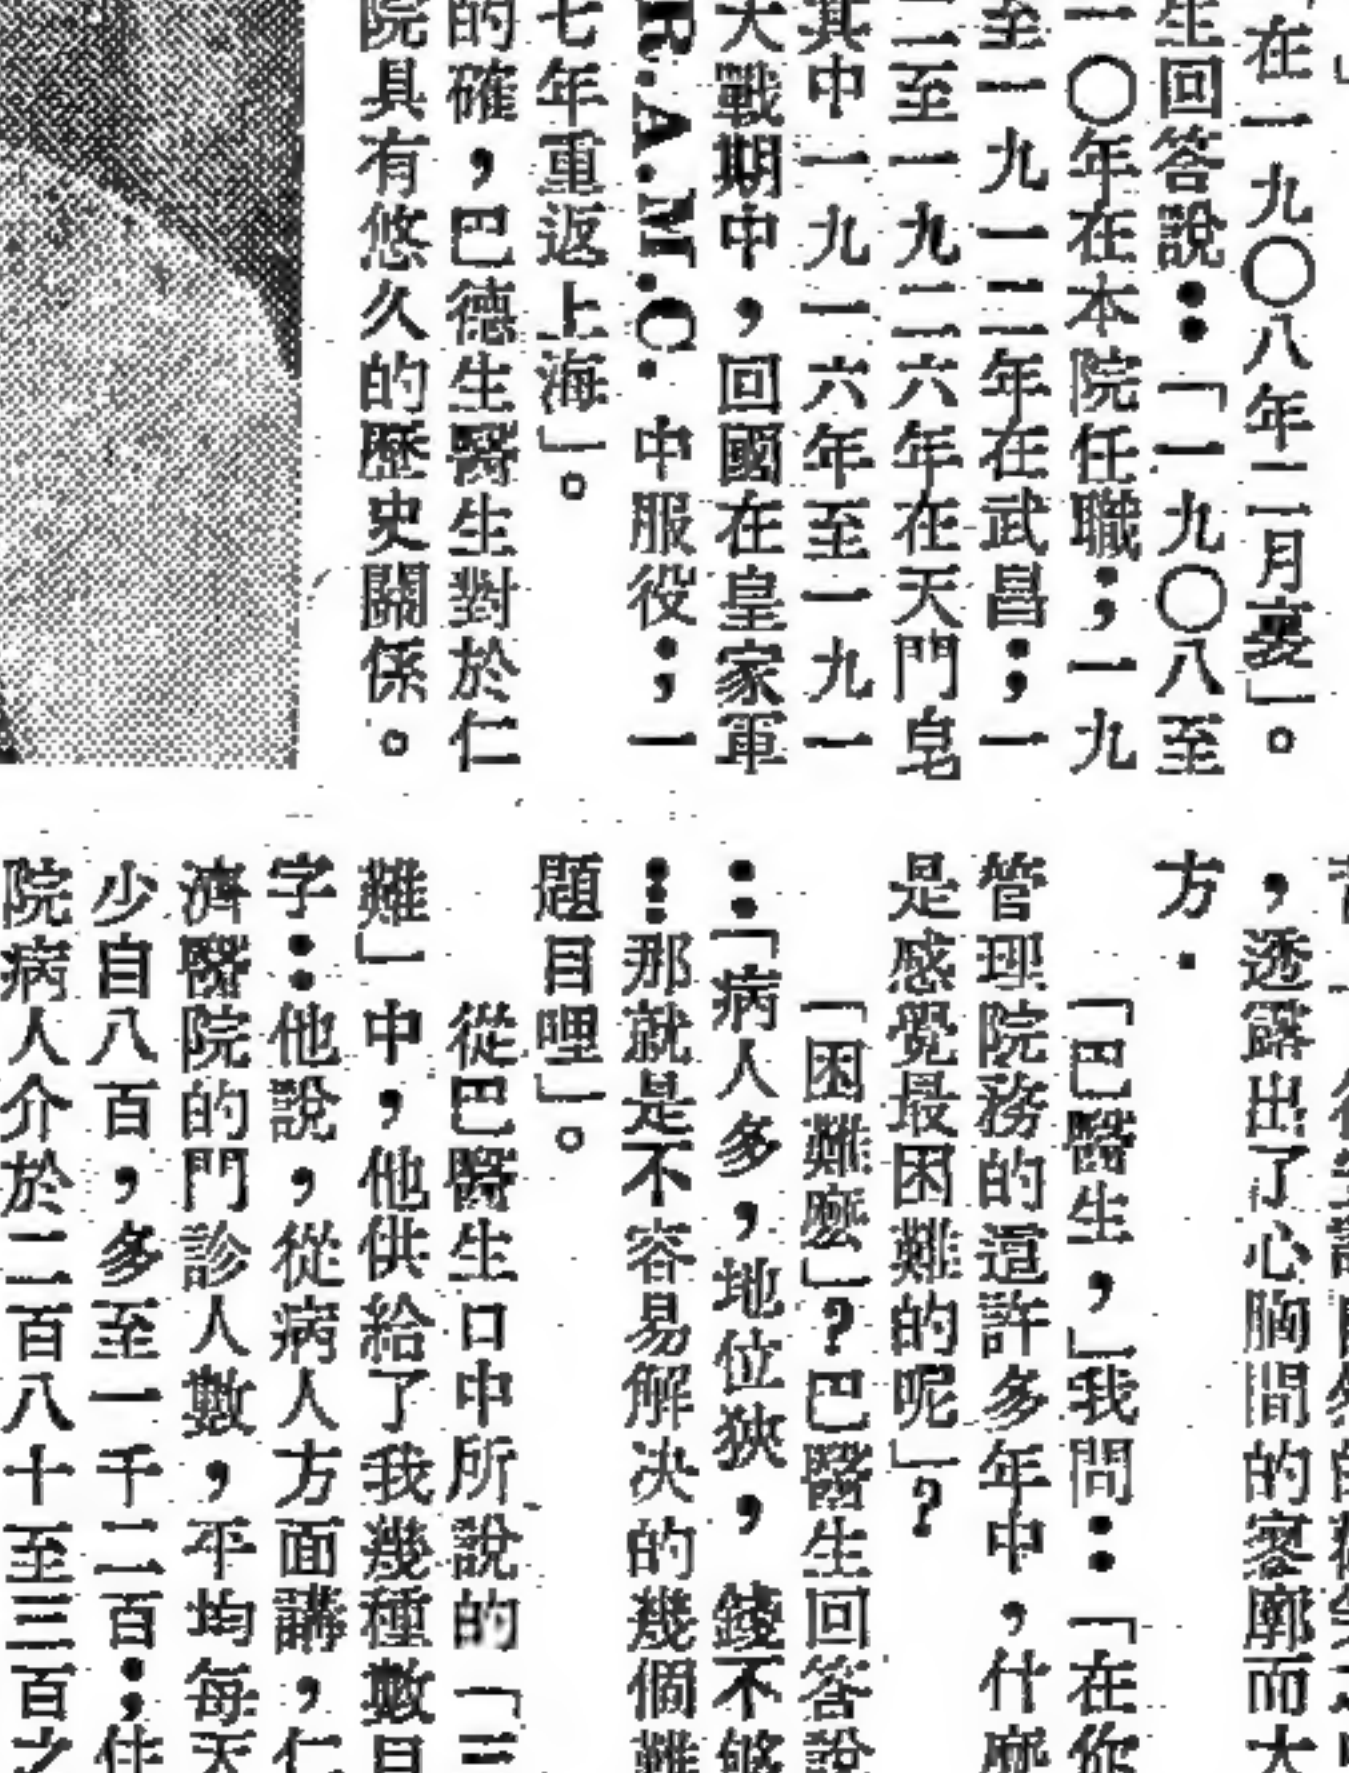 」
「在一九〇八年二月裏」。
生回答說：「一九〇八至
一〇年在本院任職；一九
至一九一二年在武昌；一
二至一九二六年在天門皂
其中一九一六年至一九一
大戰期中，回國在皇家軍
R.A.M.C. 中服役；一
七年重返上海」。
的確，巴德生醫生對於仁
院具有悠久的歷史關係。
，透露出了心胸間的寥廓而大
方．
「巴醫生，」我問：「在你
管理院務的這許多年中，什麼
是感覺最困難的呢」？
「困難麼」？巴醫生回答說
：「病人多，地位狹，錢不夠
⋯那就是不容易解決的幾個難
題目哩」。
從巴醫生口中所說的「三
難」中，他供給了我幾種數目
字：他說，從病人方面講，仁
濟醫院的門診人數，平均每天
少自八百，多至一千二百；住
院病人介於二百八十至三百之